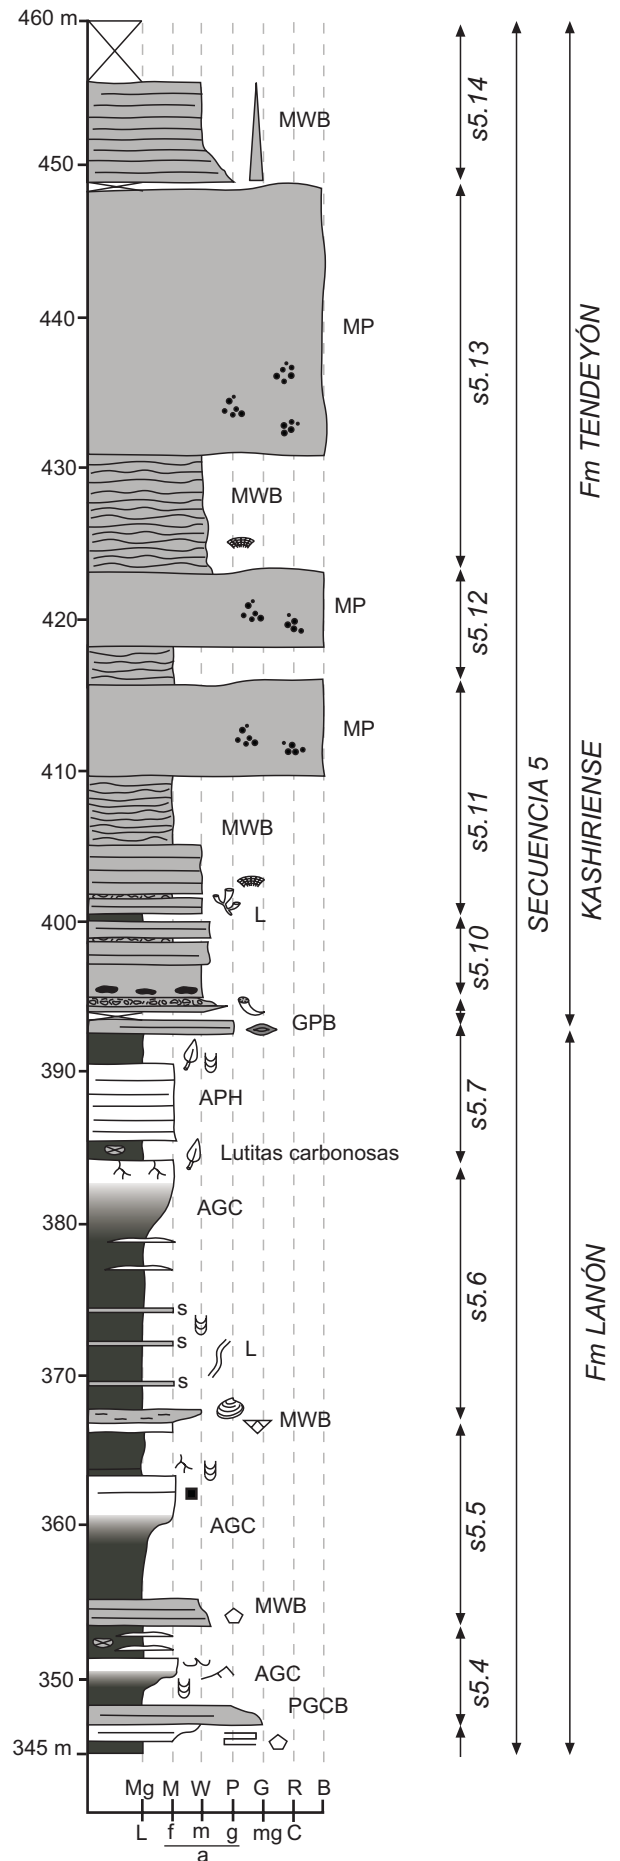 460 m
s5.14
MWB
450
440
MP
s5.13
Fm TENDEYÓN
430
MWB
420
MP
s5.12
MP
410
SECUENCIA 5
KASHIRIENSE
s5.11
MWB
L
400
s5.10
GPB
390
APH
s5.7
Lutitas carbonosas
AGC
380
s5.6
Fm LANÓN
s
s
L
370
s
MWB
AGC
360
s5.5
MWB
350
AGC
s5.4
PGCB
345 m
Mg M W P G R B
L f m g mg C
a